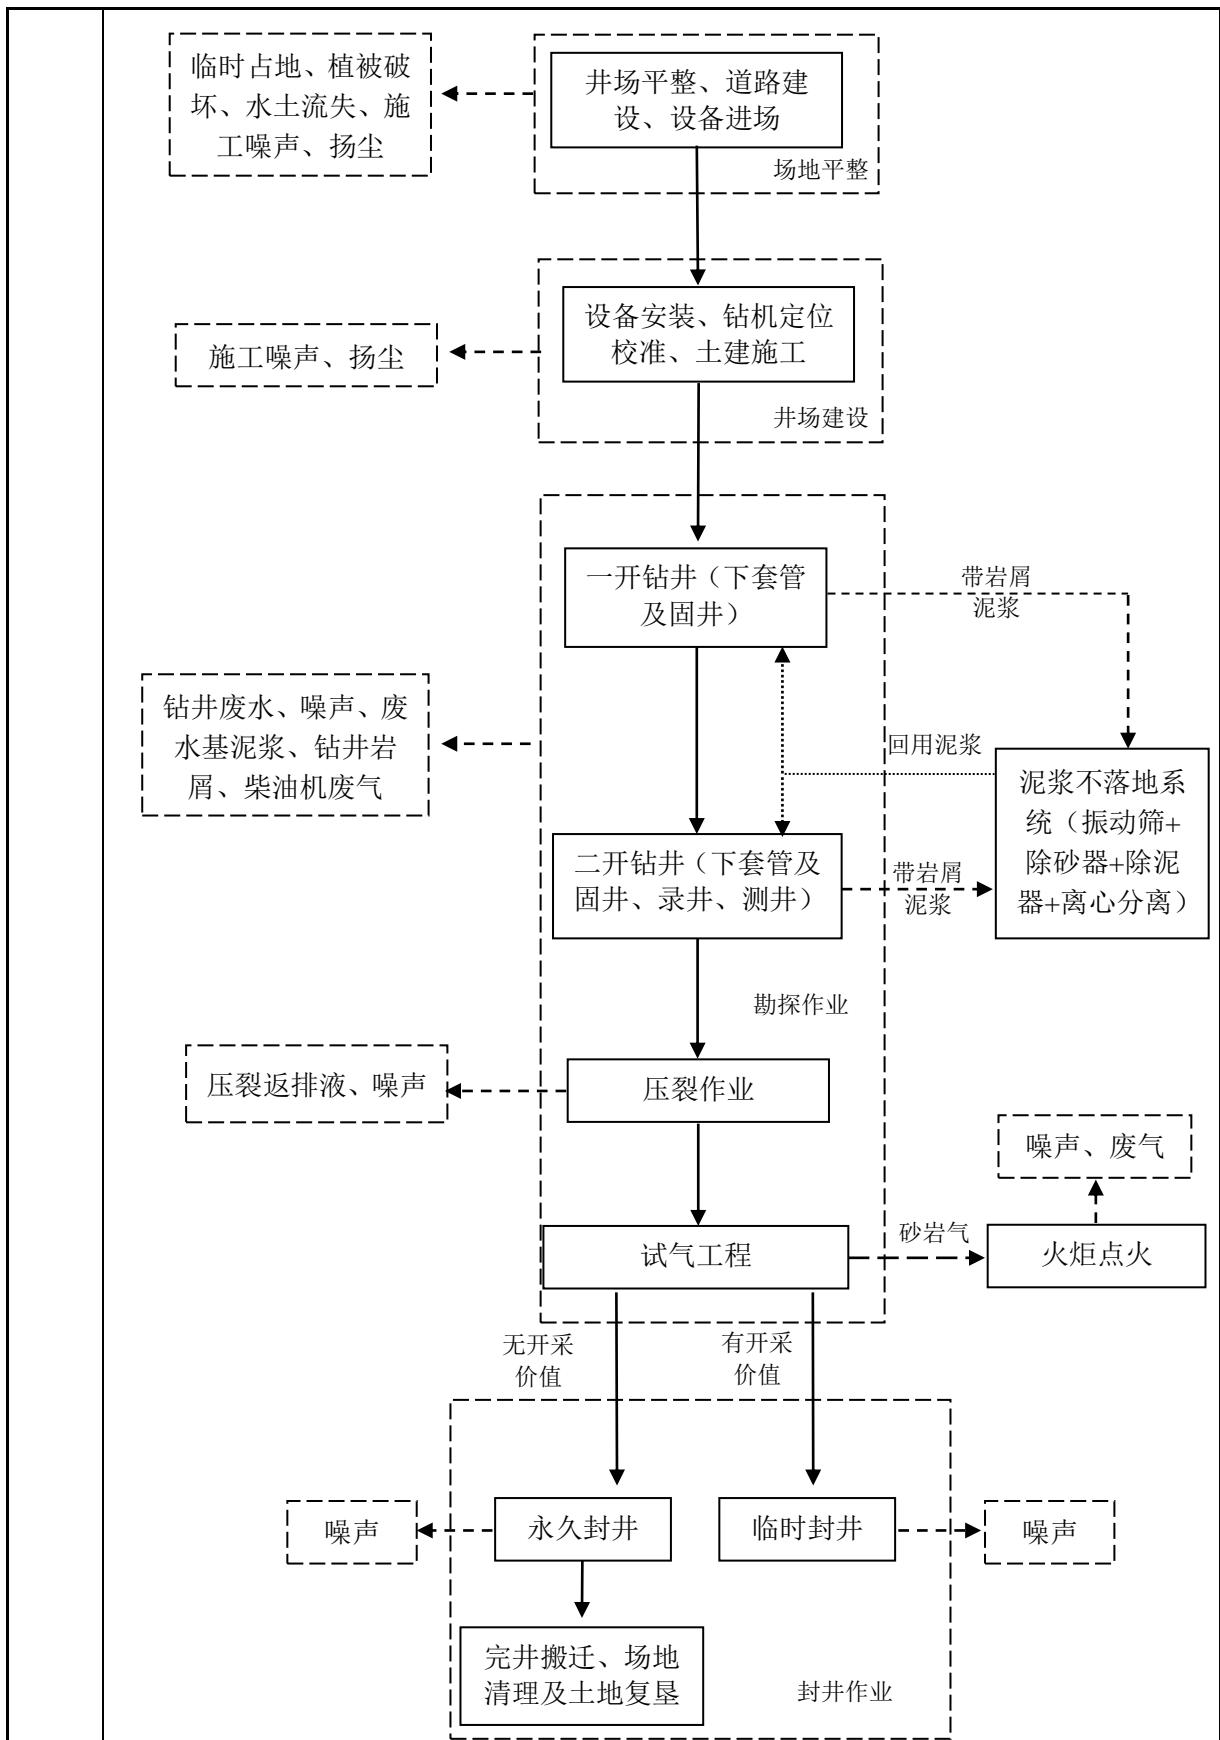 临时占地、植被破
坏、水土流失、施
工噪声、扬尘
井场平整、道路建
设、设备进场
场地平整
施工噪声、扬尘
设备安装、钻机定位
校准、土建施工
井场建设
一开钻井（下套管
及固井）
带岩屑
泥浆
钻井废水、噪声、废
水基泥浆、钻井岩
屑、柴油机废气
回用泥浆
泥浆不落地系
统（振动筛+
除砂器+除泥
器+离心分离）
二开钻井（下套管及
固井、录井、测井）
带岩屑
泥浆
勘探作业
压裂返排液、噪声
压裂作业
噪声、废气
试气工程
砂岩气
火炬点火
无开采
价值
有开采
价值
噪声
永久封井
临时封井
噪声
完井搬迁、场地
清理及土地复垦
封井作业